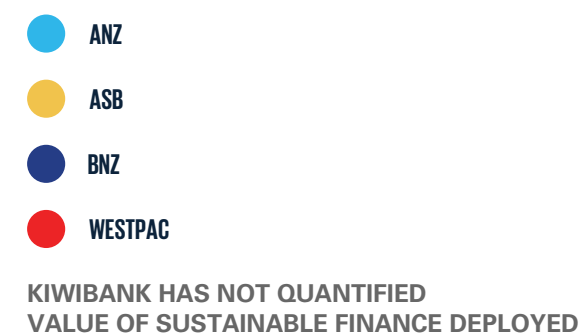 ANZ
ASB
BNZ
WESTPAC
KIWIBANK HAS NOT QUANTIFIED
VALUE OF SUSTAINABLE FINANCE DEPLOYED